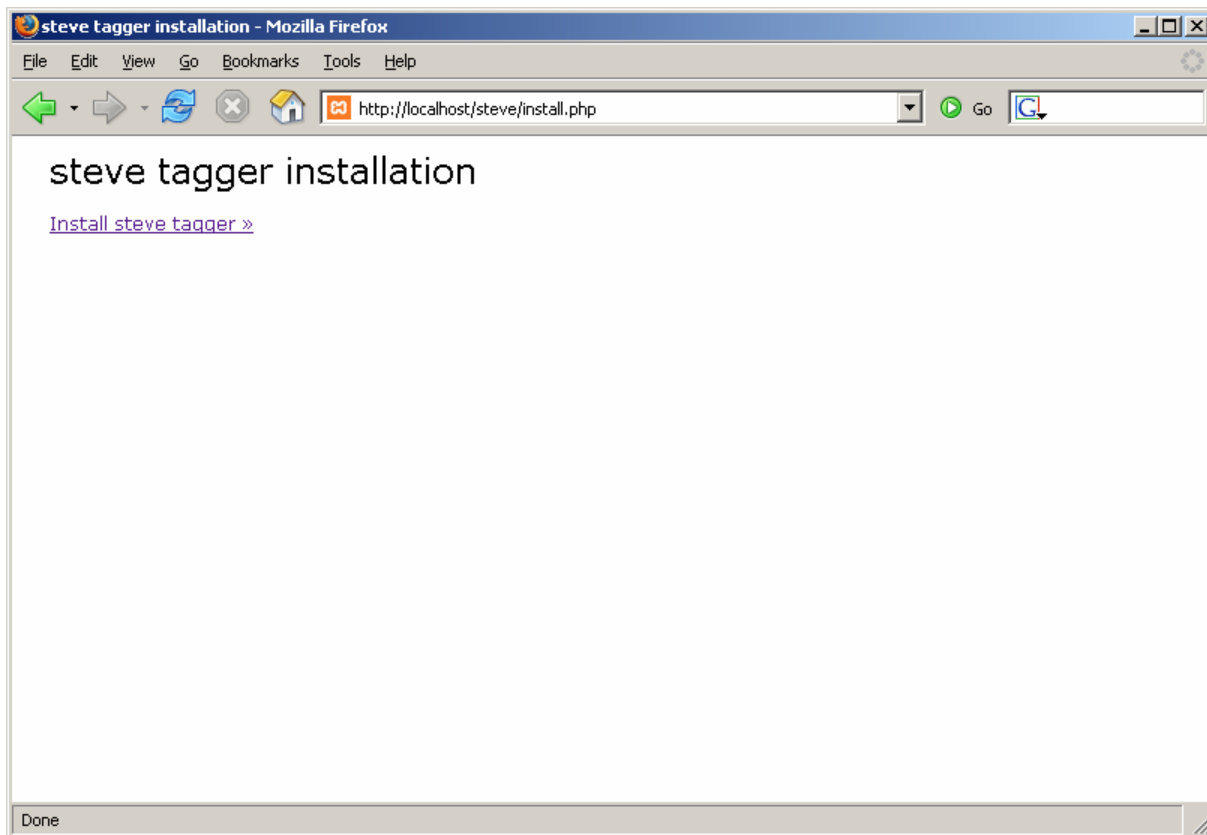 steve tagger installation - Mozilla Firefox
File Edit View Go Bookmarks Tools Help
http://localhost/steve/install.php Go G
steve tagger installation
Install steve tagger »
Done